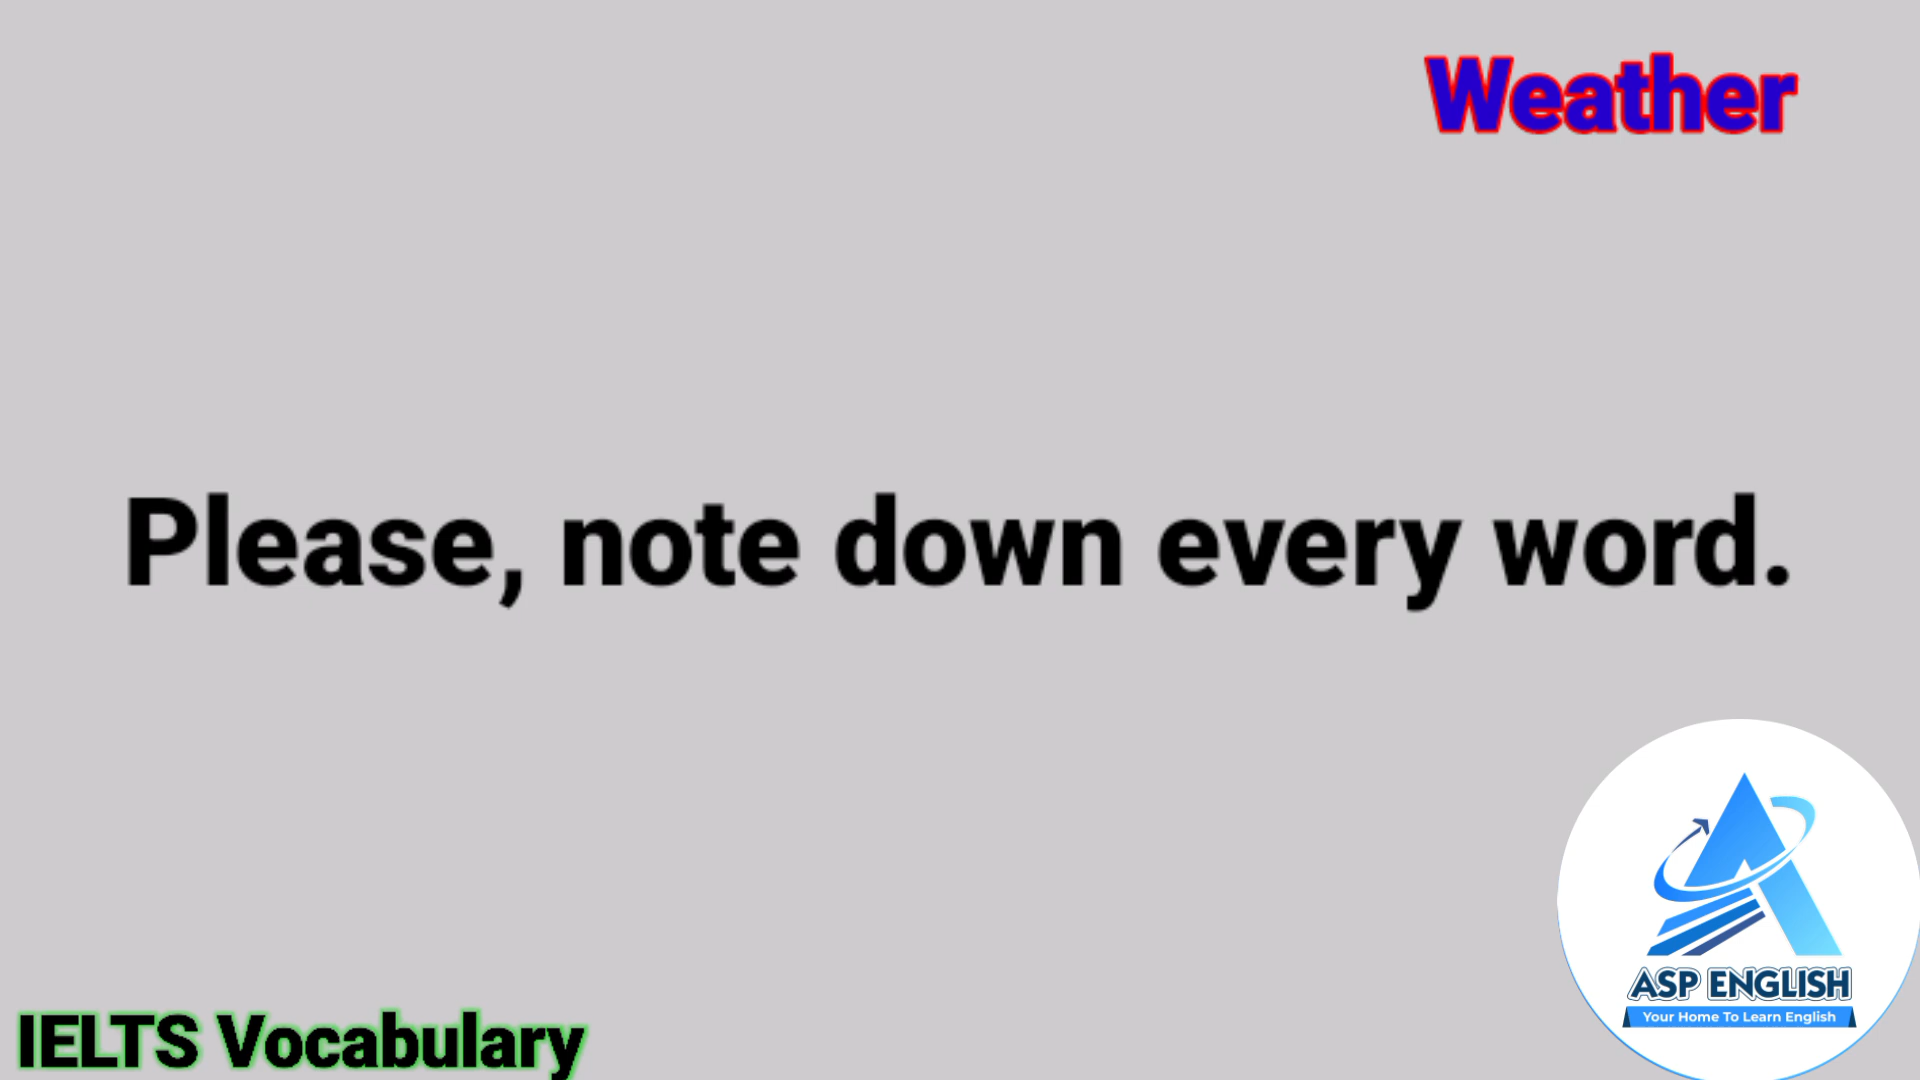 Weather
Please, note down every word.
ASP ENGLISH
Your Home To Learn English
IELTS Vocabulary